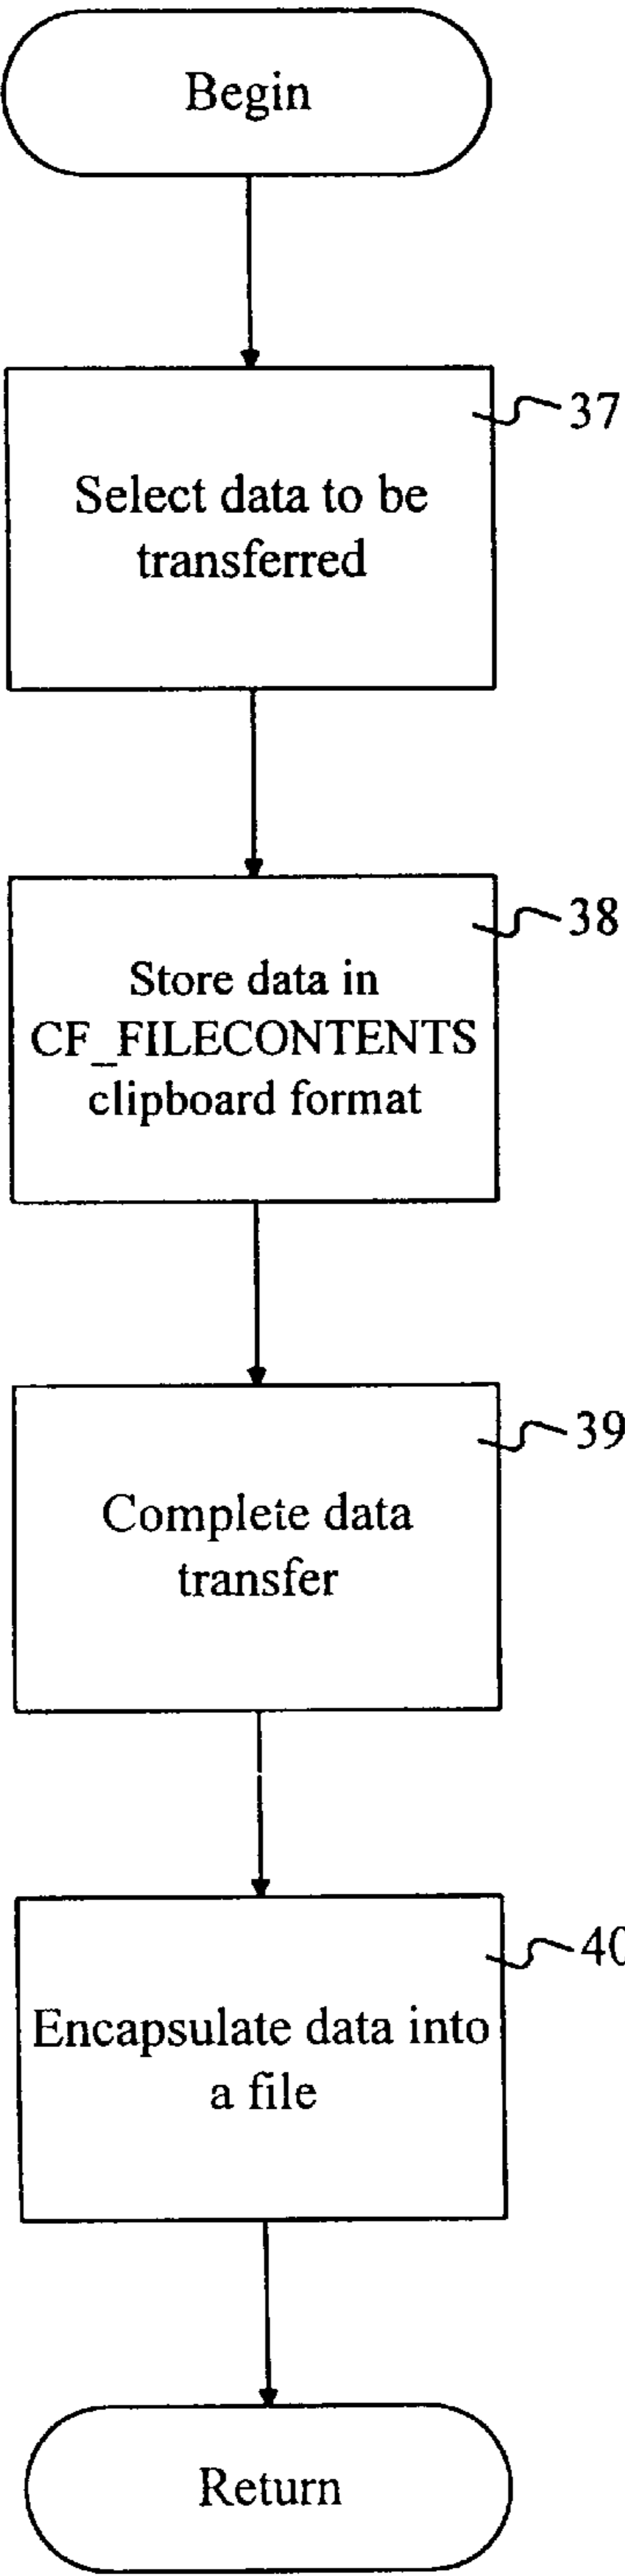 Begin
37
Select data to be
transferred
38
Store data in
CF_FILECONTENTS
clipboard format
39
Complete data
transfer
40
Encapsulate data into
a file
Return